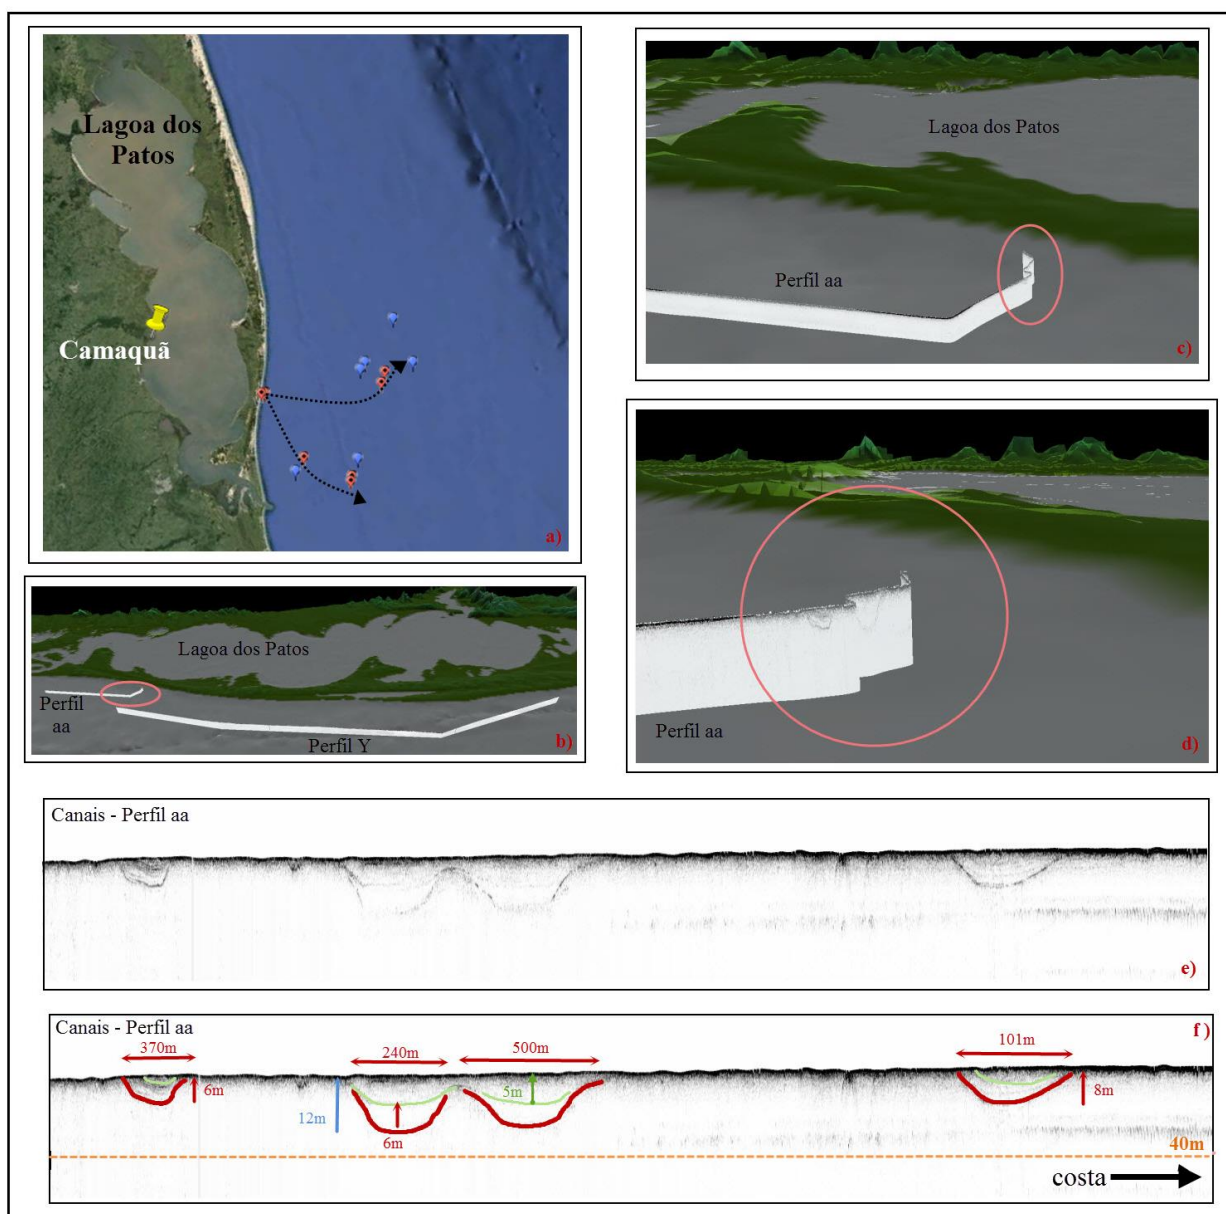 Lagoa dos
Patos
Camaquã
a)
Lagoa dos Patos
Perfil aa
c)
Lagoa dos Patos
Perfil
aa
Perfil Y
b)
Perfil aa
d)
Canais - Perfil aa
e)
Canais - Perfil aa
f)
370m
240m
500m
101m
6m
12m
6m
5m
8m
40m
costa